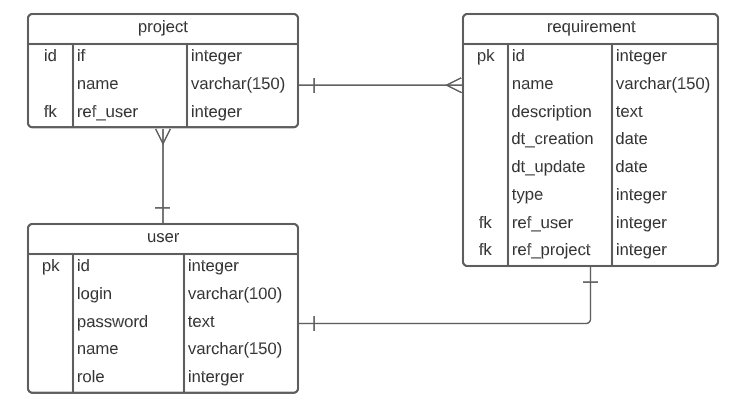 project
id if integer
name varchar(150)
fk ref_user integer
requirement
pk id integer
name varchar(150)
description text
dt_creation date
dt_update date
type integer
fk ref_user integer
fk ref_project integer
user
pk id integer
login varchar(100)
password text
name varchar(150)
role interger